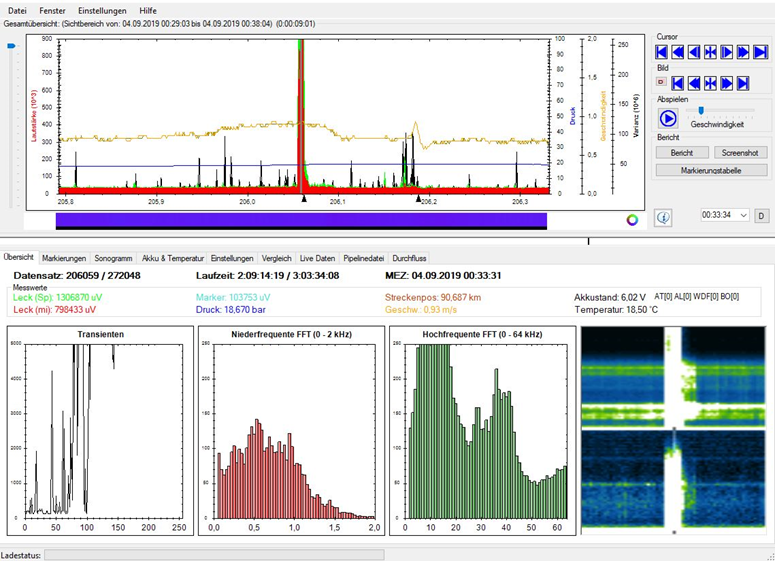 Datei Fenster Einstellungen Hilfe
Gesamtübersicht: (Sichtbereich von: 04.09.2019 00:29:03 bis 04.09.2019 00:38:04) (0:00:09:01)
900
800
700
600
500
400
300
200
100
0
Lautstärke (10^3)
205,8 205,9 206,0 206,1 206,2 206,3
100
90
80
70
60
50
40
30
20
10
0
Druck
2,0
1,5
1,0
0,5
0,0
Geschwindigkeit
250
200
150
100
50
Varianz (10^6)
Cursor
Bild
Abspielen
Geschwindigkeit
Bericht
Bericht Screenshot
Markierungstabelle
00:33:34 D
Übersicht Markierungen Sonogramm Akku & Temperatur Einstellungen Vergleich Live Daten Pipelinedatei Durchfluss
Datensatz: 206059 / 272048 Laufzeit: 2:09:14:19 / 3:03:34:08 MEZ: 04.09.2019 00:33:31
Messwerte
Leck (Sp): 1306870 uV Marker: 103753 uV Streckenpos: 90,687 km Akkustand: 6,02 V AT[0] AL[0] WDF[0] BO[0]
Leck (mi): 798433 uV Druck: 18,670 bar Geschw.: 0.93 m/s Temperatur: 18,50 °C
Transienten
5000
4000
3000
2000
1000
0
0 50 100 150 200 250
Niederfrequente FFT (0 - 2 kHz)
250
200
150
100
50
0
0 0,5 1,0 1,5 2,0
Hochfrequente FFT (0 - 64 kHz)
250
200
150
100
50
0
0 10 20 30 40 50 60
Ladestatus: